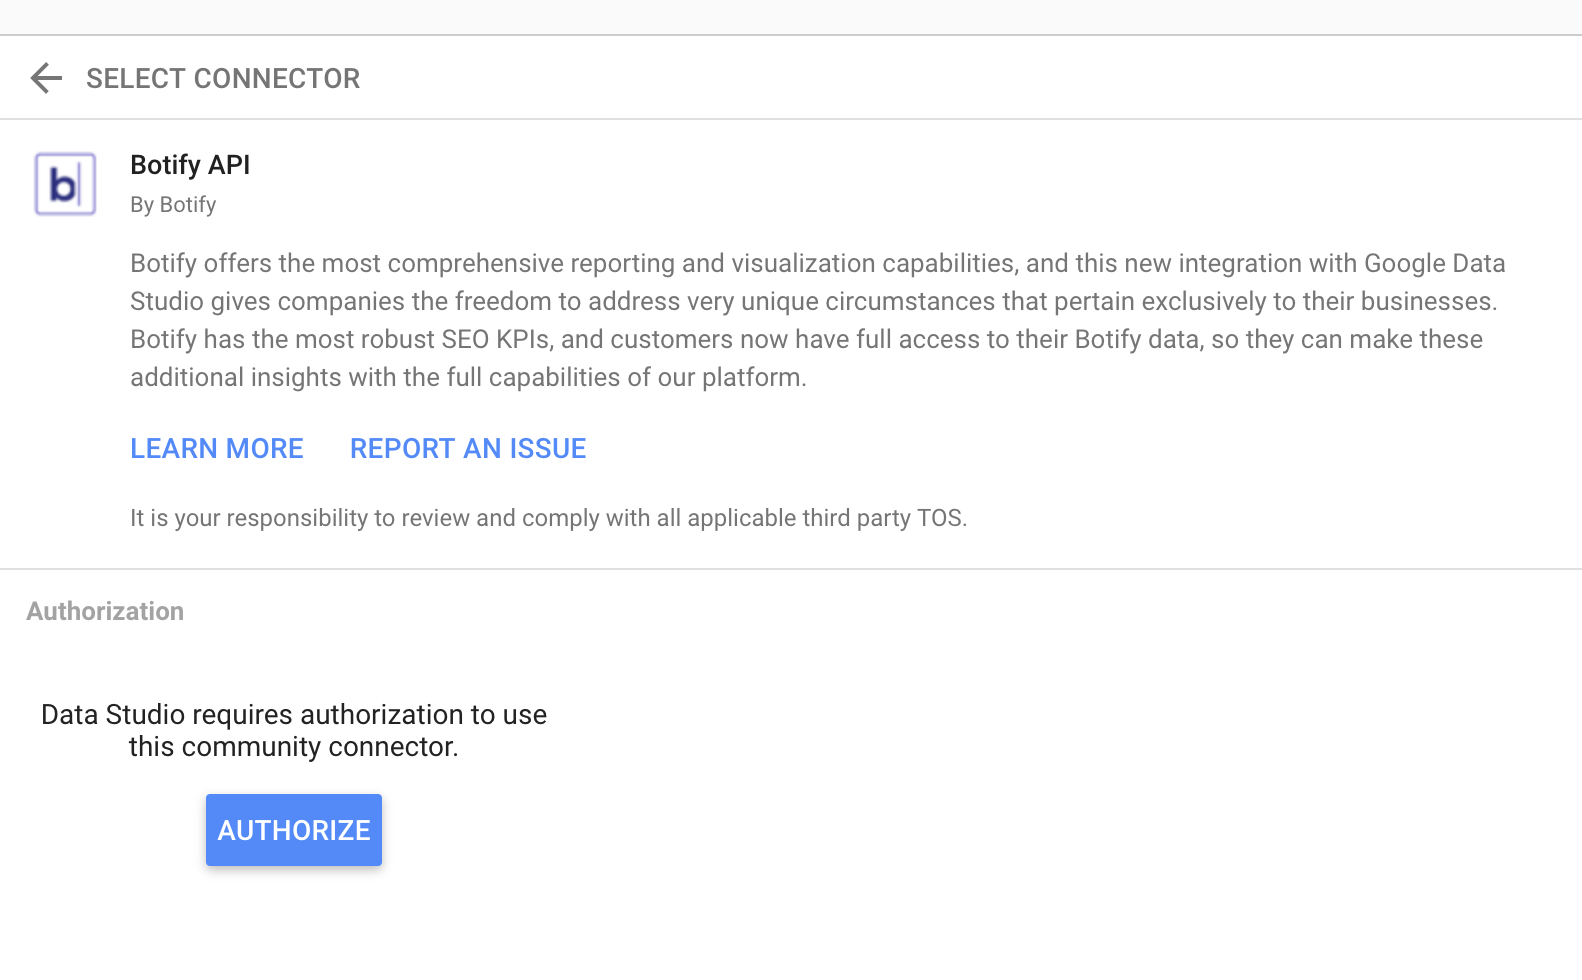 SELECT CONNECTOR
b
Botify API
By Botify
Botify offers the most comprehensive reporting and visualization capabilities, and this new integration with Google Data
Studio gives companies the freedom to address very unique circumstances that pertain exclusively to their businesses.
Botify has the most robust SEO KPIs, and customers now have full access to their Botify data, so they can make these
additional insights with the full capabilities of our platform.
LEARN MORE REPORT AN ISSUE
It is your responsibility to review and comply with all applicable third party TOS.
Authorization
Data Studio requires authorization to use
this community connector.
AUTHORIZE